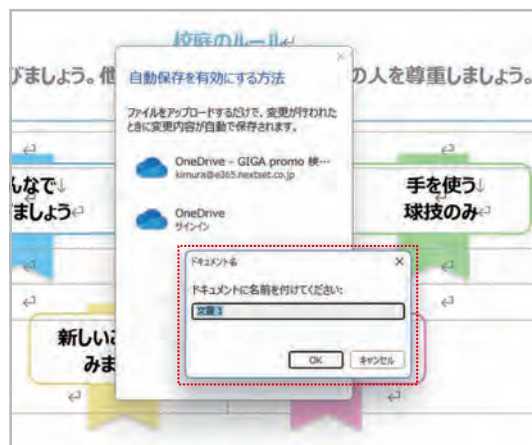 校庭のルール↵
びましょう。他
の人を尊重しましょう。
自動保存を有効にする方法
ファイルをアップロードするだけで、変更が行われた
ときに変更内容が自動で保存されます。
OneDrive - GIGA promo 検…
kimura@e365.nextset.co.jp
OneDrive
サインイン
んなで↓
ましょう↵
手を使う↓
球技のみ↵
ドキュメント名
ドキュメントに名前を付けてください:
文書 1
OK
キャンセル
新しい
みま